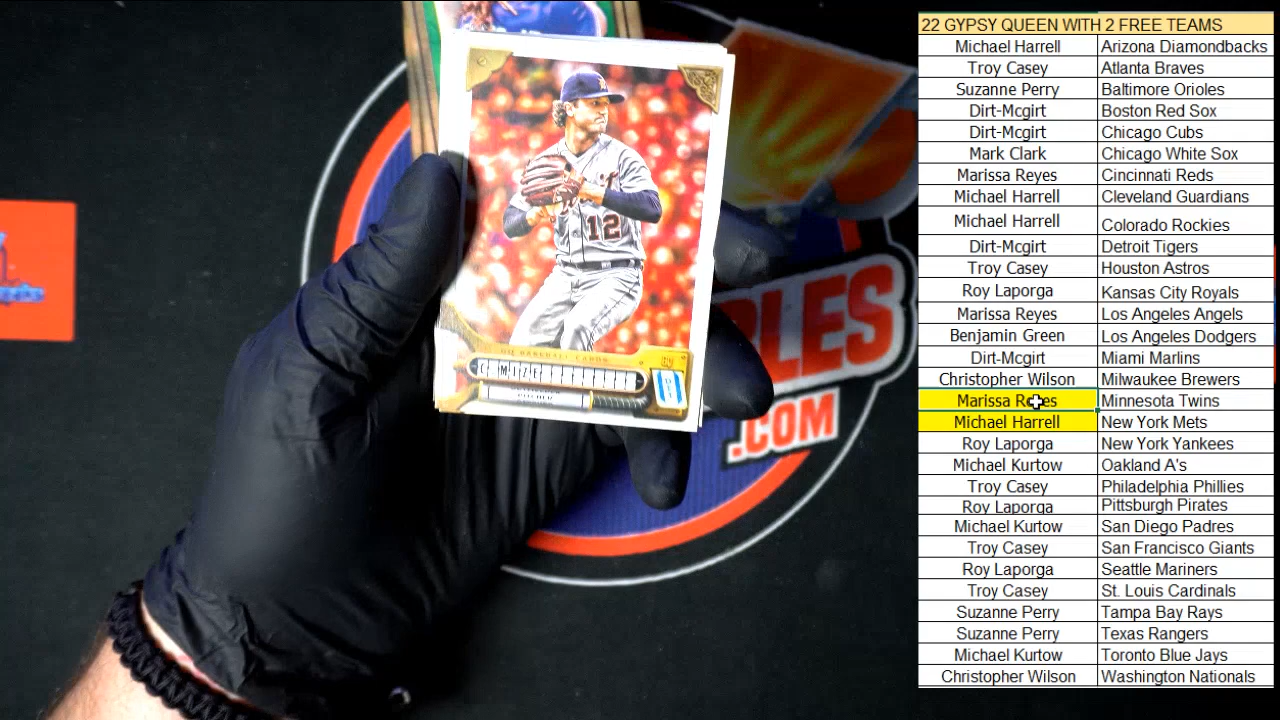 12
GQ BASEBALL CARDS
C. MIZE
PITCHER
PLES
.COM
22 GYPSY QUEEN WITH 2 FREE TEAMS
Michael Harrell Arizona Diamondbacks
Troy Casey Atlanta Braves
Suzanne Perry Baltimore Orioles
Dirt-Mcgirt Boston Red Sox
Dirt-Mcgirt Chicago Cubs
Mark Clark Chicago White Sox
Marissa Reyes Cincinnati Reds
Michael Harrell Cleveland Guardians
Michael Harrell Colorado Rockies
Dirt-Mcgirt Detroit Tigers
Troy Casey Houston Astros
Roy Laporga Kansas City Royals
Marissa Reyes Los Angeles Angels
Benjamin Green Los Angeles Dodgers
Dirt-Mcgirt Miami Marlins
Christopher Wilson Milwaukee Brewers
Marissa Reyes Minnesota Twins
Michael Harrell New York Mets
Roy Laporga New York Yankees
Michael Kurtow Oakland A's
Troy Casey Philadelphia Phillies
Roy Laporga Pittsburgh Pirates
Michael Kurtow San Diego Padres
Troy Casey San Francisco Giants
Roy Laporga Seattle Mariners
Troy Casey St. Louis Cardinals
Suzanne Perry Tampa Bay Rays
Suzanne Perry Texas Rangers
Michael Kurtow Toronto Blue Jays
Christopher Wilson Washington Nationals